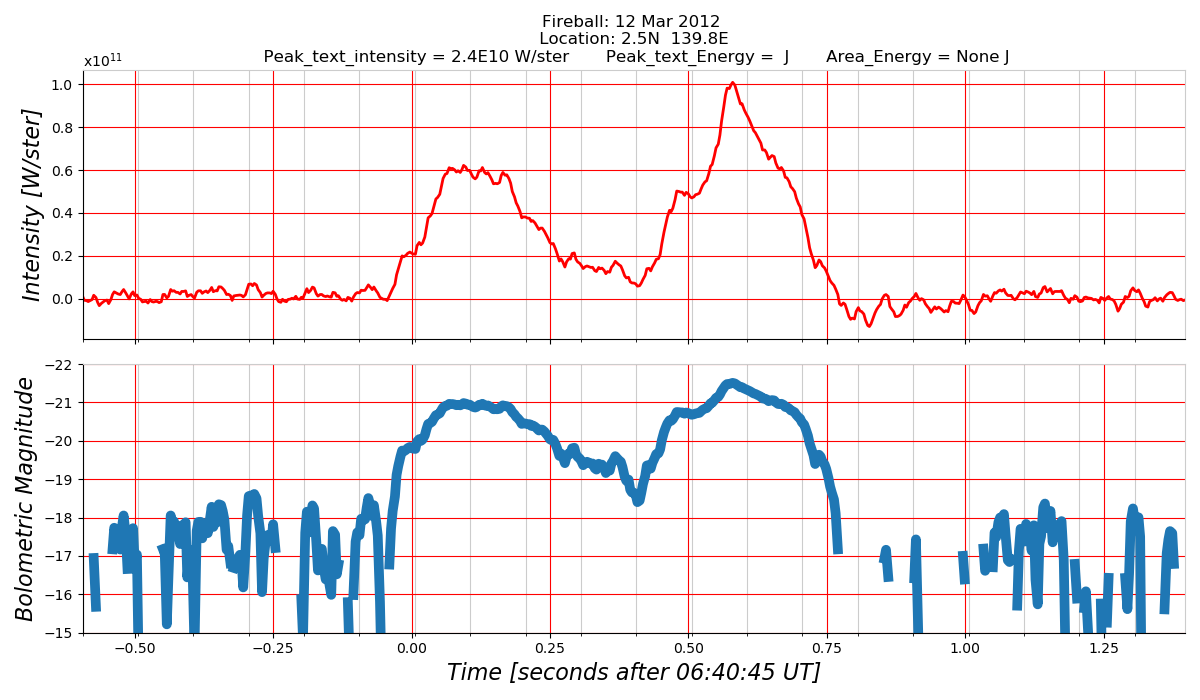 Fireball: 12 Mar 2012
Location: 2.5N  139.8E
Peak_text_intensity = 2.4E10 W/ster       Peak_text_Energy =  J       Area_Energy = None J
x10¹¹
1.0
0.8
0.6
0.4
0.2
0.0
Intensity [W/ster]
−22
−21
−20
−19
−18
−17
−16
−15
Bolometric Magnitude
−0.50 −0.25 0.00 0.25 0.50 0.75 1.00 1.25
Time [seconds after 06:40:45 UT]